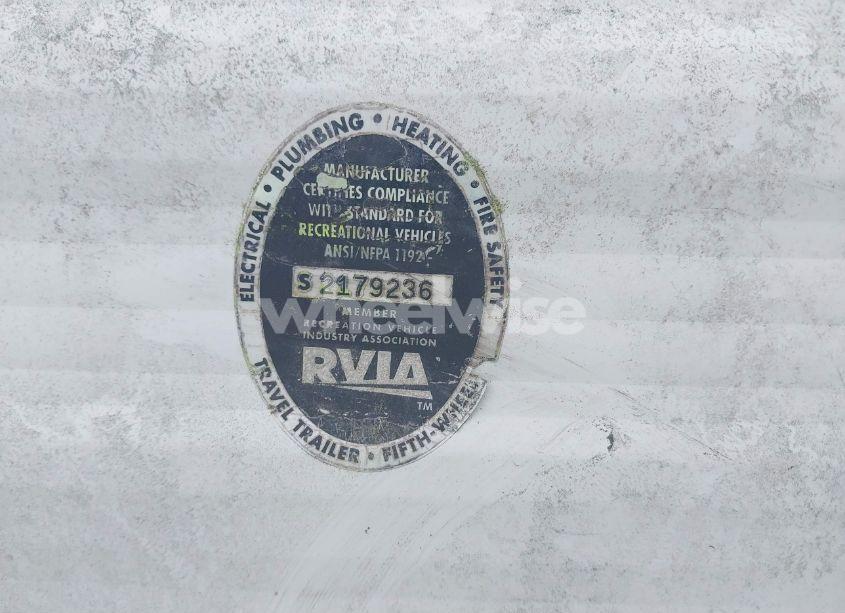 ELECTRICAL • PLUMBING • HEATING • FIRE SAFETY
MANUFACTURER
CERTIFIES COMPLIANCE
WITH STANDARD FOR
RECREATIONAL VEHICLES
ANSI/NFPA 1192
S 2179236
wheelwise
MEMBER
RECREATION VEHICLE
INDUSTRY ASSOCIATION
RVIA
TM
TRAVEL TRAILER • FIFTH-WHEEL